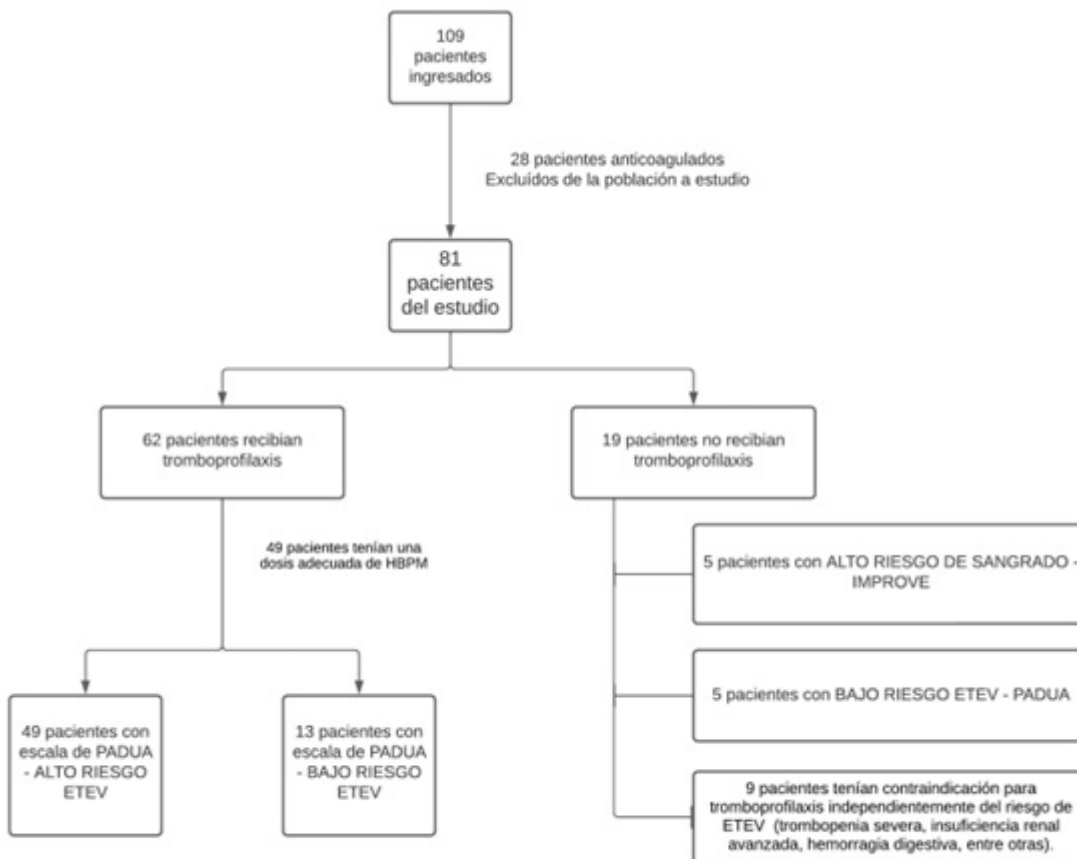 109
pacientes
ingresados
28 pacientes anticoagulados
Excluídos de la población a estudio
81
pacientes
del estudio
62 pacientes recibian
tromboprofilaxis
19 pacientes no recibian
tromboprofilaxis
49 pacientes tenían una
dosis adecuada de HBPM
5 pacientes con ALTO RIESGO DE SANGRADO -
IMPROVE
5 pacientes con BAJO RIESGO ETEV - PADUA
49 pacientes con
escala de PADUA
- ALTO RIESGO
ETEV
13 pacientes con
escala de PADUA
- BAJO RIESGO
ETEV
9 pacientes tenían contraindicación para
tromboprofilaxis independientemente del riesgo de
ETEV (trombopenia severa, insuficiencia renal
avanzada, hemorragia digestiva, entre otras).